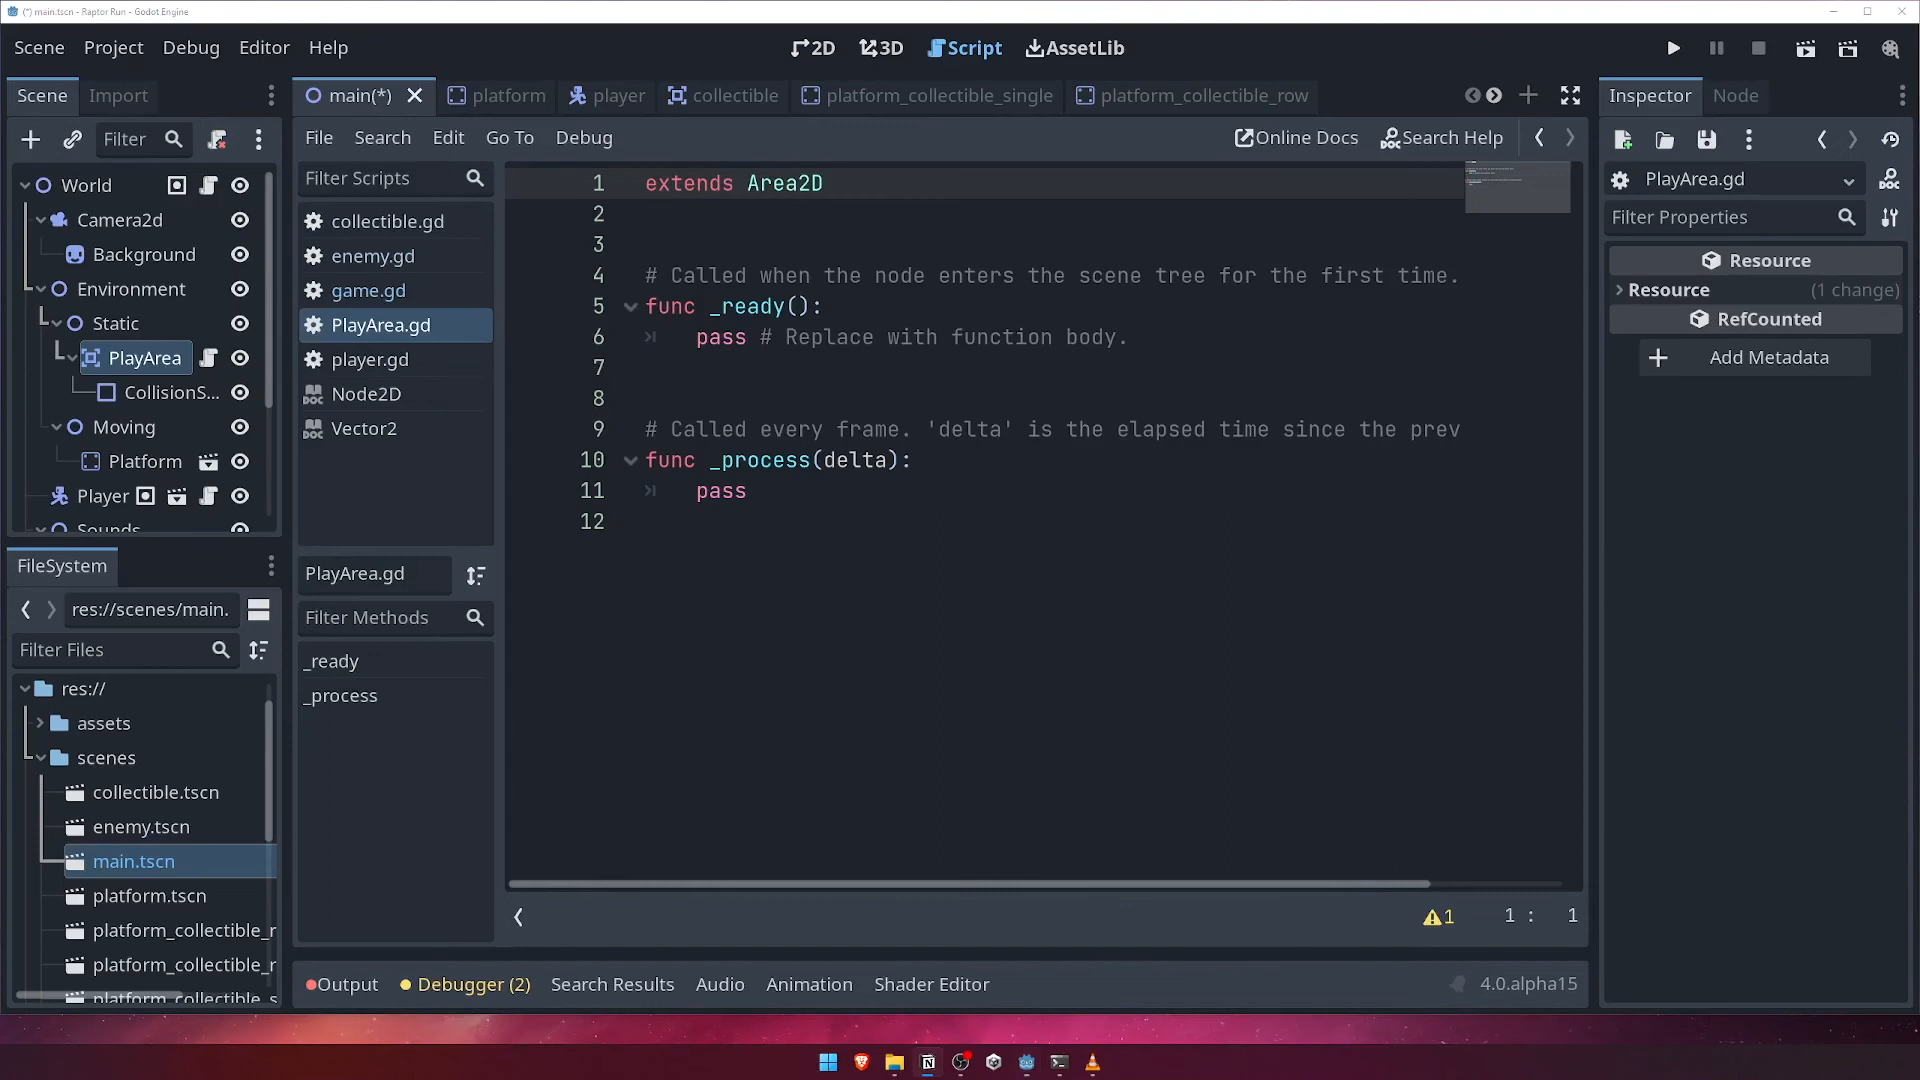 (*) main.tscn - Raptor Run - Godot Engine
Scene Project Debug Editor Help
2D 3D Script AssetLib
Scene Import
main(*) platform player collectible platform_collectible_single platform_collectible_row
Inspector Node
Filter
File Search Edit Go To Debug
Online Docs Search Help
World
Camera2d
Background
Environment
Static
PlayArea
CollisionS...
Moving
Platform
Player
Sounds
Filter Scripts
collectible.gd
enemy.gd
game.gd
PlayArea.gd
player.gd
Node2D
DOC
Vector2
DOC
PlayArea.gd
Filter Methods
_ready
_process
1 extends Area2D
2
3
4 # Called when the node enters the scene tree for the first time.
5 func _ready():
6 pass # Replace with function body.
7
8
9 # Called every frame. 'delta' is the elapsed time since the prev
10 func _process(delta):
11 pass
12
1 1 : 1
PlayArea.gd
Filter Properties
Resource
Resource (1 change)
RefCounted
Add Metadata
FileSystem
res://scenes/main.
Filter Files
res://
assets
scenes
collectible.tscn
enemy.tscn
main.tscn
platform.tscn
platform_collectible_r
platform_collectible_r
platform_collectible_s
Output Debugger (2) Search Results Audio Animation Shader Editor
4.0.alpha15